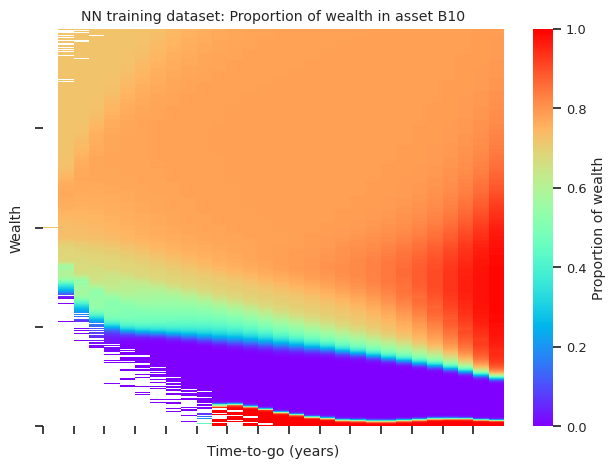 NN training dataset: Proportion of wealth in asset B10
Wealth
Time-to-go (years)
1.0
0.8
0.6
0.4
0.2
0.0
Proportion of wealth